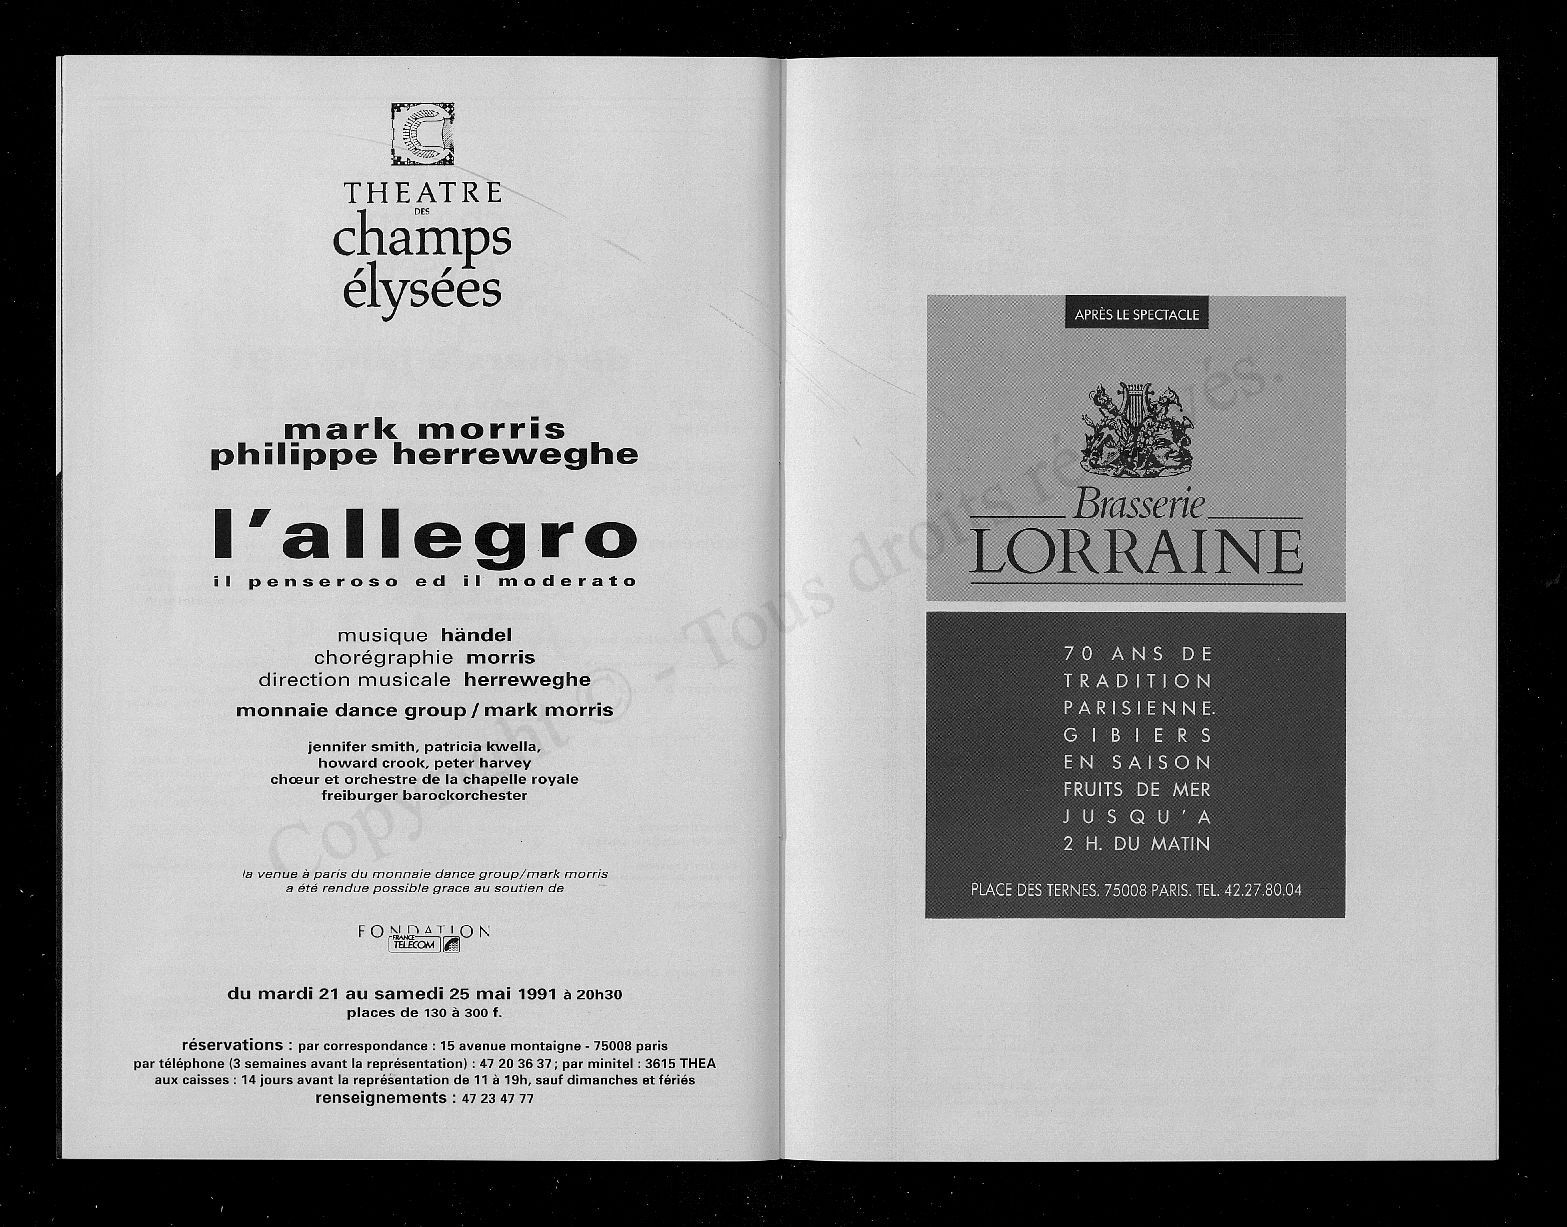 THEATRE
DES
champs
élysées
mark morris
philippe herreweghe
l'allegro
il penseroso ed il moderato
musique händel
chorégraphie morris
direction musicale herreweghe
monnaie dance group / mark morris
jennifer smith, patricia kwella,
howard crook, peter harvey
chœur et orchestre de la chapelle royale
freiburger barockorchester
la venue à paris du monnaie dance group/mark morris
a été rendue possible grace au soutien de
FONDATION
FRANCE
TELECOM
du mardi 21 au samedi 25 mai 1991 à 20h30
places de 130 à 300 f.
réservations : par correspondance : 15 avenue montaigne - 75008 paris
par téléphone (3 semaines avant la représentation) : 47 20 36 37 ; par minitel : 3615 THEA
aux caisses : 14 jours avant la représentation de 11 à 19h, sauf dimanches et fériés
renseignements : 47 23 47 77
APRÈS LE SPECTACLE
Brasserie
LORRAINE
70 ANS DE
TRADITION
PARISIENNE.
GIBIERS
EN SAISON
FRUITS DE MER
JUSQU'A
2 H. DU MATIN
PLACE DES TERNES. 75008 PARIS. TEL. 42.27.80.04
Copyright © - Tous droits réservés.